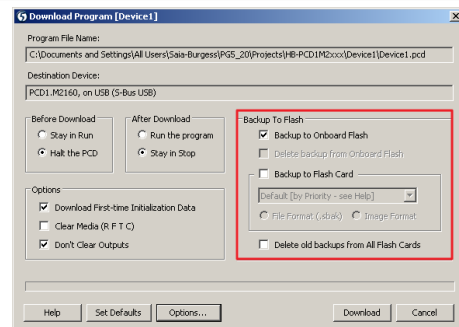 Download Program [Device1]
Program File Name:
C:\Documents and Settings\All Users\Saia-Burgess\PG5_20\Projects\HB-PCD1M2xxx\Device1\Device1.pcd
Destination Device:
PCD1.M2160, on USB (S-Bus USB)
Before Download
Stay in Run
Halt the PCD
After Download
Run the program
Stay in Stop
Options
Download First-time Initialization Data
Clear Media (R F T C)
Don't Clear Outputs
Backup To Flash
Backup to Onboard Flash
Delete backup from Onboard Flash
Backup to Flash Card
Default [by Priority - see Help]
File Format (.sbak)
Image Format
Delete old backups from All Flash Cards
Help
Set Defaults
Options...
Download
Cancel